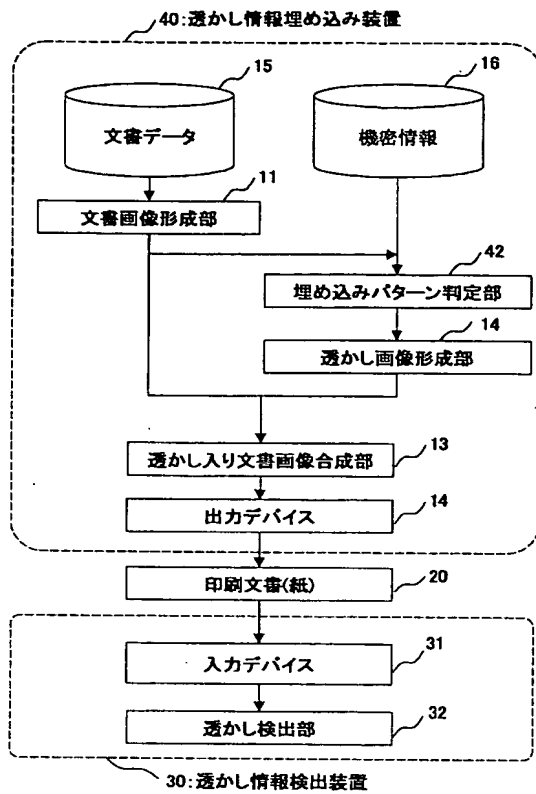 40:透かし情報埋め込み装置
15
16
文書データ
機密情報
11
文書画像形成部
42
埋め込みパターン判定部
14
透かし画像形成部
13
透かし入り文書画像合成部
14
出力デバイス
20
印刷文書(紙)
31
入力デバイス
32
透かし検出部
30:透かし情報検出装置